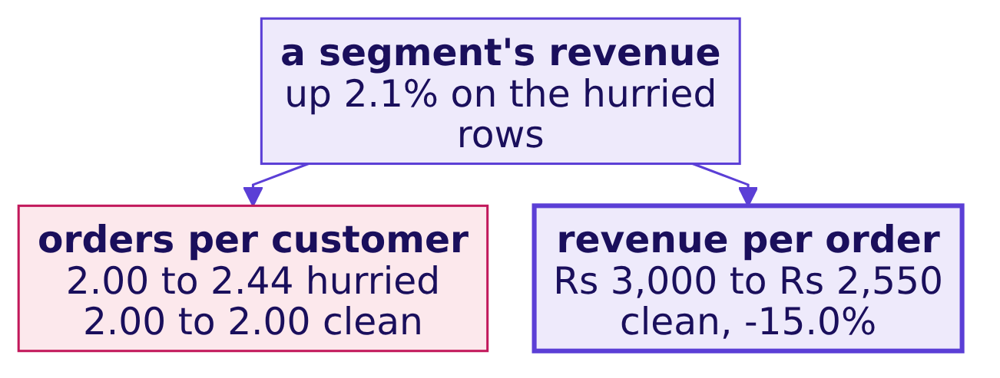 a segment's revenue
up 2.1% on the hurried
rows
orders per customer
2.00 to 2.44 hurried
2.00 to 2.00 clean
revenue per order
Rs 3,000 to Rs 2,550
clean, -15.0%